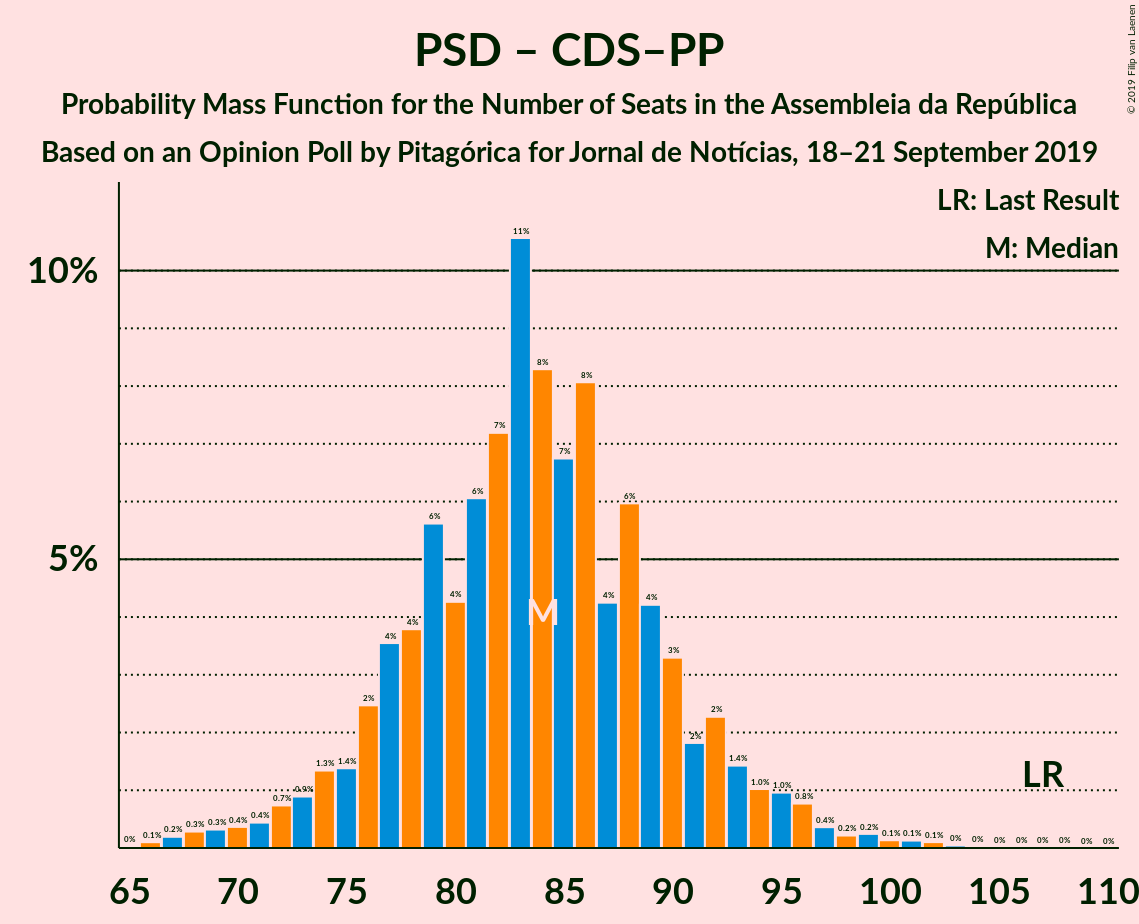 PSD – CDS–PP
Probability Mass Function for the Number of Seats in the Assembleia da República
Based on an Opinion Poll by Pitagórica for Jornal de Notícias, 18–21 September 2019
© 2019 Filip van Laenen
LR: Last Result
M: Median
10%
5%
0% 0.1% 0.2% 0.3% 0.3% 0.4% 0.4% 0.7% 0.9% 1.3% 1.4% 2% 4% 4% 6% 4% 6% 7% 11% 8% 7% 8% 4% 6% 4% 3% 2% 2% 1.4% 1.0% 1.0% 0.8% 0.4% 0.2% 0.2% 0.1% 0.1% 0.1% 0% 0% 0% 0% 0% 0% 0% 0%
M
LR
65 70 75 80 85 90 95 100 105 110